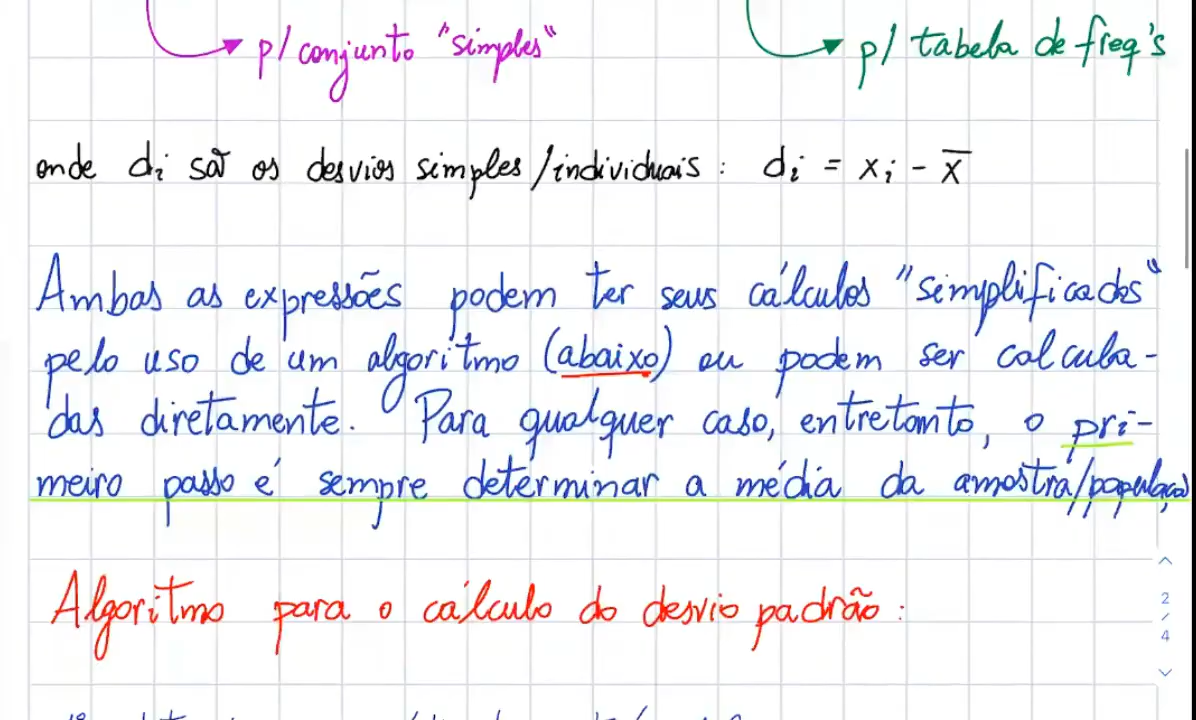 p/ conjunto "simples"
p/ tabela de freq's
onde di são os desvios simples/individuais: di = xi - x̅
Ambas as expressões podem ter seus cálculos "simplificados"
pelo uso de um algoritmo (abaixo) ou podem ser calcula-
das diretamente. Para qualquer caso, entretanto, o pri-
meiro passo é sempre determinar a média da amostra/população
Algoritmo para o cálculo do desvio padrão:
2
/
4